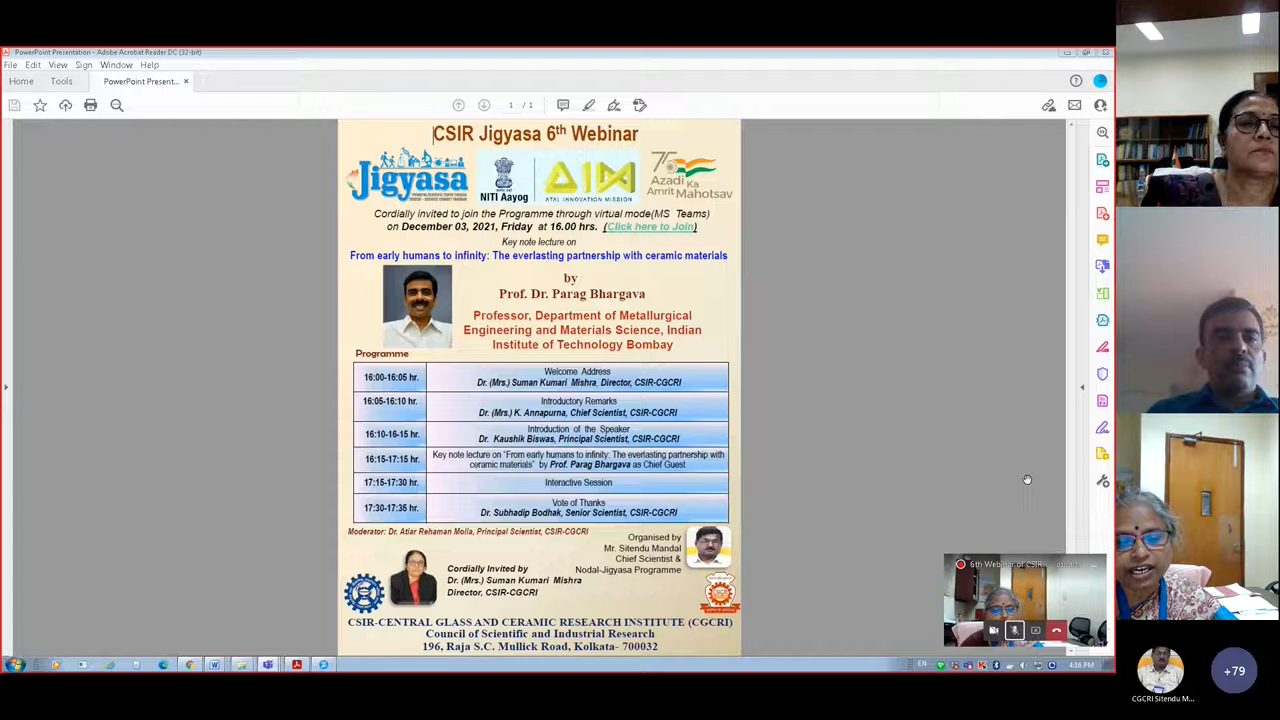 PowerPoint Presentation - Adobe Acrobat Reader DC (32-bit)
File Edit View Sign Window Help
Home Tools PowerPoint Present... ×
1 / 1
CSIR Jigyasa 6th Webinar
Jigyasa
NITI Aayog
AIM
ATAL INNOVATION MISSION
75
Azadi Ka
Amrit Mahotsav
Cordially invited to join the Programme through virtual mode(MS Teams)
on December 03, 2021, Friday at 16.00 hrs. (Click here to Join)
Key note lecture on
From early humans to infinity: The everlasting partnership with ceramic materials
by
Prof. Dr. Parag Bhargava
Professor, Department of Metallurgical
Engineering and Materials Science, Indian
Institute of Technology Bombay
Programme
16:00-16:05 hr. Welcome Address
Dr. (Mrs.) Suman Kumari Mishra, Director, CSIR-CGCRI
16:05-16:10 hr. Introductory Remarks
Dr. (Mrs.) K. Annapurna, Chief Scientist, CSIR-CGCRI
16:10-16-15 hr. Introduction of the Speaker
Dr. Kaushik Biswas, Principal Scientist, CSIR-CGCRI
16:15-17:15 hr. Key note lecture on "From early humans to infinity: The everlasting partnership with
ceramic materials" by Prof. Parag Bhargava as Chief Guest
17:15-17:30 hr. Interactive Session
17:30-17:35 hr. Vote of Thanks
Dr. Subhadip Bodhak, Senior Scientist, CSIR-CGCRI
Moderator: Dr. Atiar Rehaman Molla, Principal Scientist, CSIR-CGCRI
Organised by
Mr. Sitendu Mandal
Chief Scientist &
Nodal-Jigyasa Programme
Cordially Invited by
Dr. (Mrs.) Suman Kumari Mishra
Director, CSIR-CGCRI
CSIR-CENTRAL GLASS AND CERAMIC RESEARCH INSTITUTE (CGCRI)
Council of Scientific and Industrial Research
196, Raja S.C. Mullick Road, Kolkata- 700032
6th Webinar of CSIR...
EN
4:36 PM
CGCRI Sitendu M...
+79